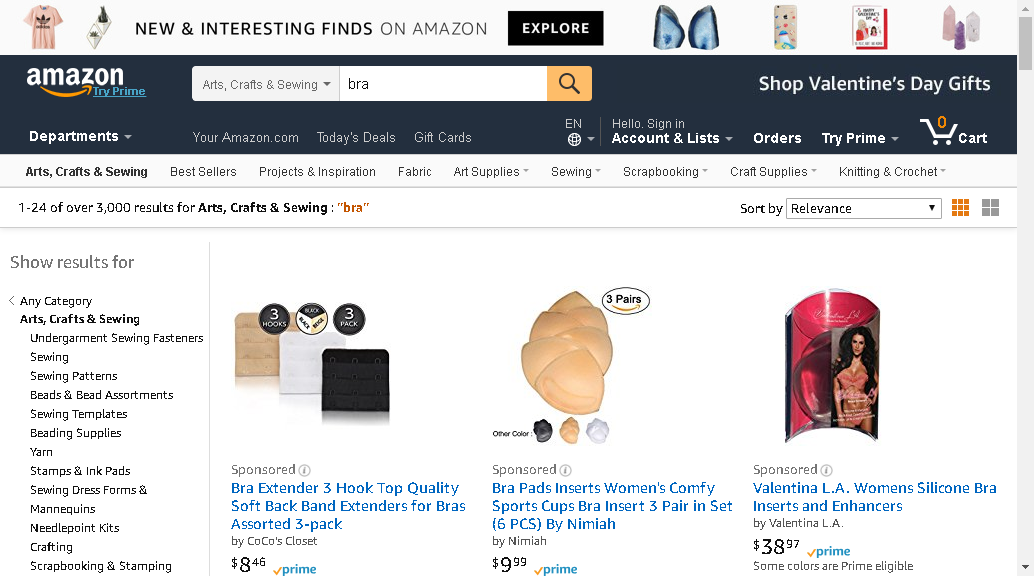 NEW & INTERESTING FINDS ON AMAZON EXPLORE
amazon
Try Prime
Arts, Crafts & Sewing bra
Shop Valentine's Day Gifts
Departments
Your Amazon.com Today's Deals Gift Cards
EN
Hello. Sign in
Account & Lists
Orders
Try Prime
0
Cart
Arts, Crafts & Sewing Best Sellers Projects & Inspiration Fabric Art Supplies Sewing Scrapbooking Craft Supplies Knitting & Crochet
1-24 of over 3,000 results for Arts, Crafts & Sewing : "bra"
Sort by Relevance
Show results for
Any Category
Arts, Crafts & Sewing
Undergarment Sewing Fasteners
Sewing
Sewing Patterns
Beads & Bead Assortments
Sewing Templates
Beading Supplies
Yarn
Stamps & Ink Pads
Sewing Dress Forms &
Mannequins
Needlepoint Kits
Crafting
Scrapbooking & Stamping
3 HOOKS
BLACK
BEIGE
3 PACK
Sponsored
Bra Extender 3 Hook Top Quality
Soft Back Band Extenders for Bras
Assorted 3-pack
by CoCo's Closet
$8 46 prime
3 Pairs
Other Color :
Sponsored
Bra Pads Inserts Women's Comfy
Sports Cups Bra Insert 3 Pair in Set
(6 PCS) By Nimiah
by Nimiah
$9 99 prime
Sponsored
Valentina L.A. Womens Silicone Bra
Inserts and Enhancers
by Valentina L.A.
$38 97 prime
Some colors are Prime eligible